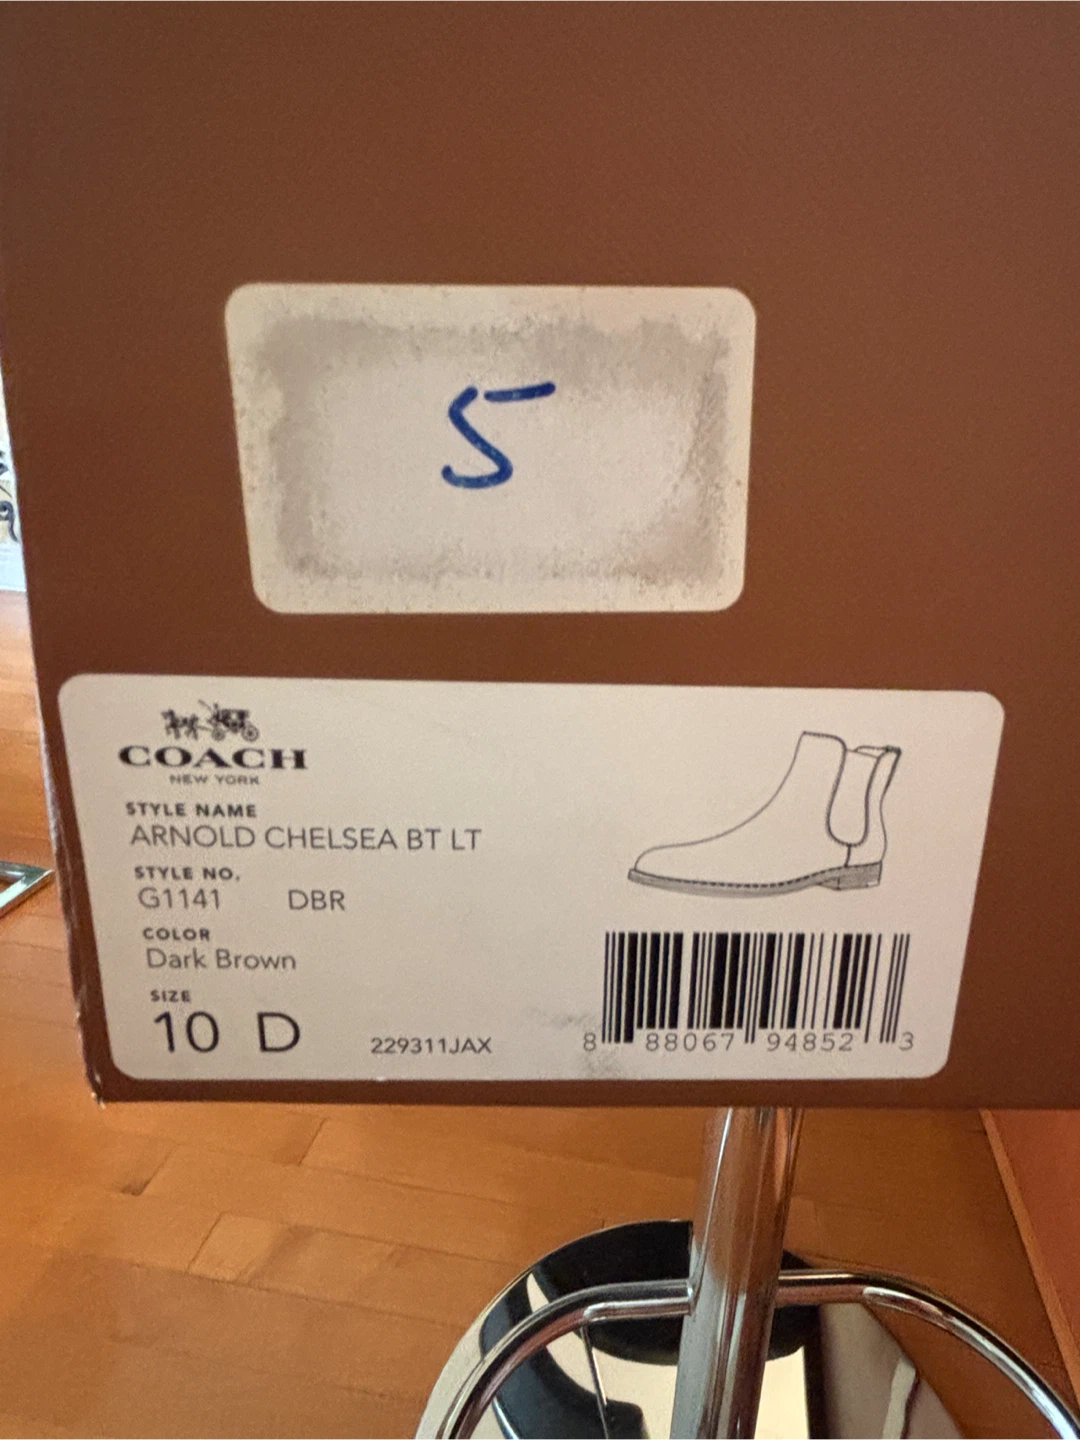 5
COACH
NEW YORK
STYLE NAME
ARNOLD CHELSEA BT LT
STYLE NO.
G1141 DBR
COLOR
Dark Brown
SIZE
10 D
229311JAX
8 88067 94852 3